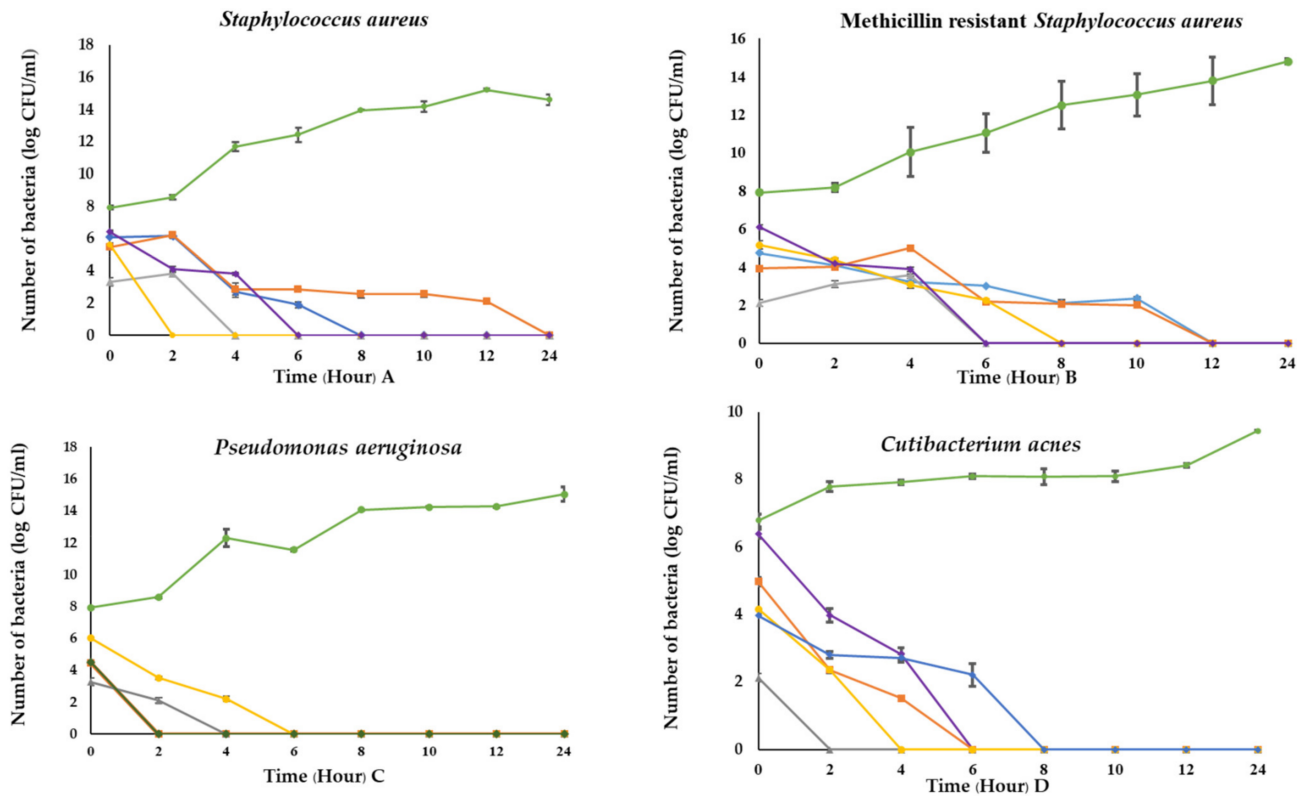 Staphylococcus aureus
Number of bacteria (log CFU/ml)
18
16
14
12
10
8
6
4
2
0
0 2 4 6 8 10 12 24
Time (Hour) A
Methicillin resistant Staphylococcus aureus
Number of bacteria (log CFU/ml)
16
14
12
10
8
6
4
2
0
0 2 4 6 8 10 12 24
Time (Hour) B
Pseudomonas aeruginosa
Number of bacteria (log CFU/ml)
18
16
14
12
10
8
6
4
2
0
0 2 4 6 8 10 12 24
Time (Hour) C
Cutibacterium acnes
Number of bacteria (log CFU/ml)
10
8
6
4
2
0
0 2 4 6 8 10 12 24
Time (Hour) D